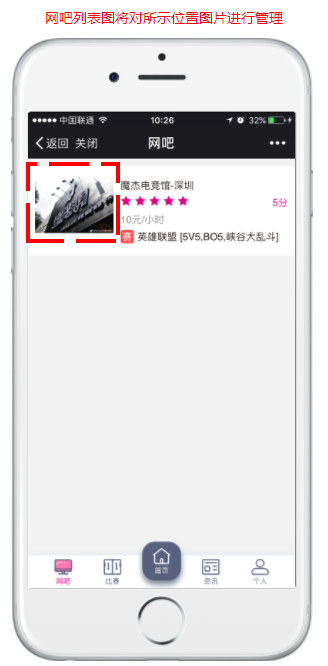 网吧列表图将对所示位置图片进行管理
中国联通 10:26 32%
返回 关闭 网吧
魔杰电竞馆-深圳
5分
10元/小时
赛 英雄联盟 [5V5,BO5,峡谷大乱斗]
网吧 比赛 首页 资讯 个人